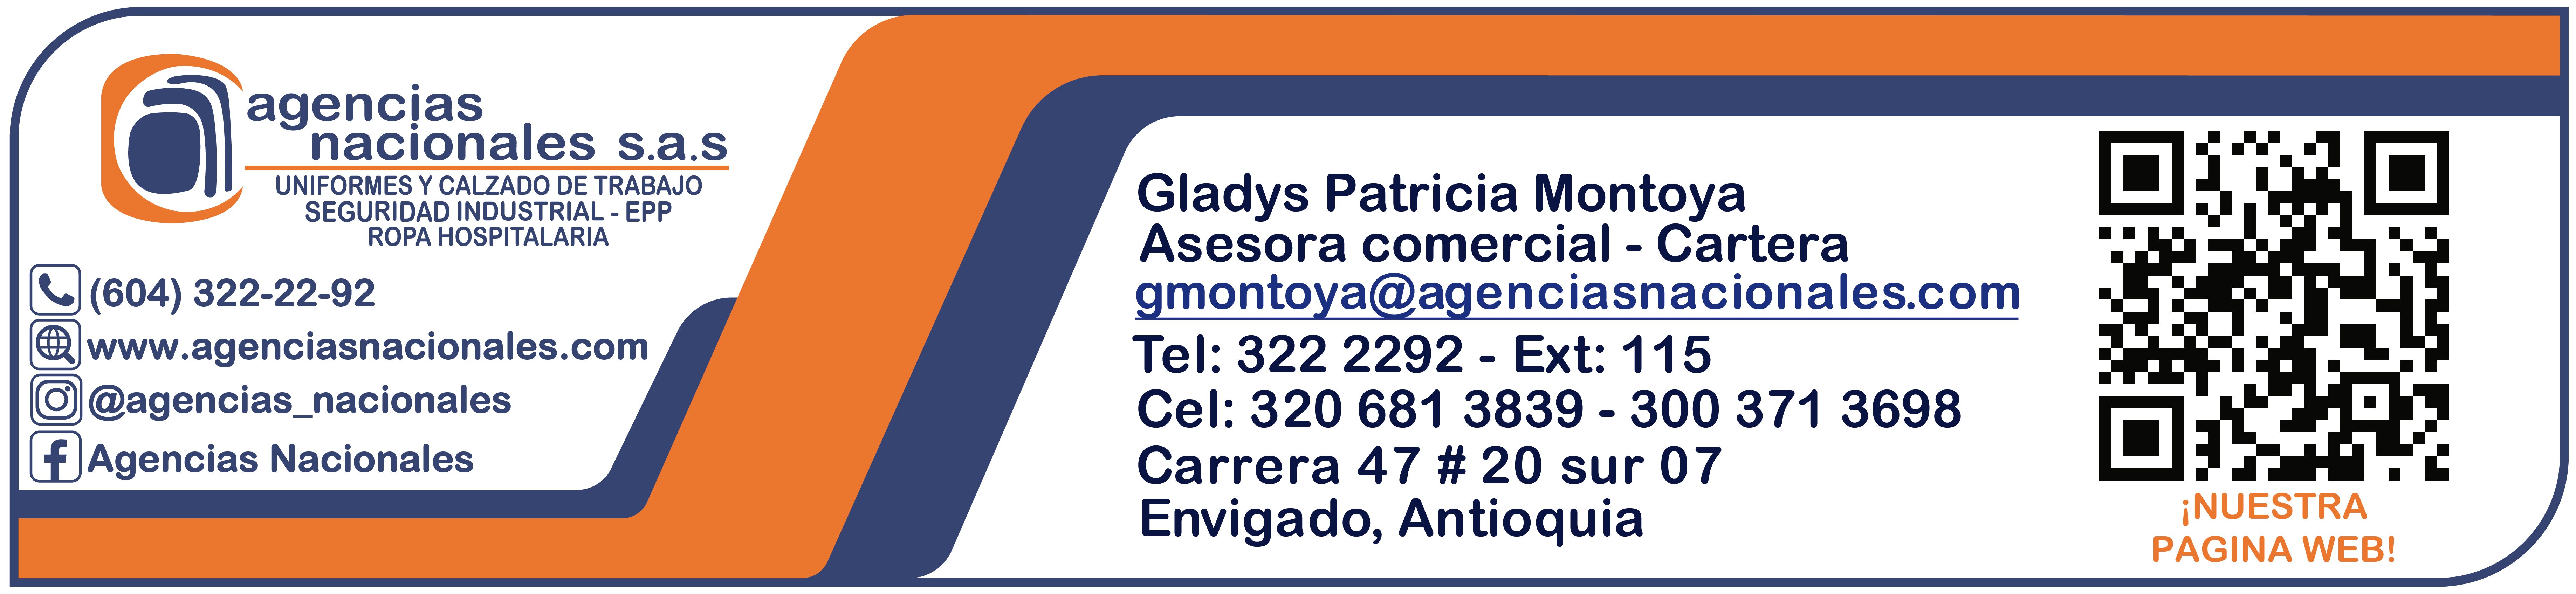 agencias
nacionales s.a.s
UNIFORMES Y CALZADO DE TRABAJO
SEGURIDAD INDUSTRIAL - EPP
ROPA HOSPITALARIA
(604) 322-22-92
www.agenciasnacionales.com
@agencias_nacionales
Agencias Nacionales
Gladys Patricia Montoya
Asesora comercial - Cartera
gmontoya@agenciasnacionales.com
Tel: 322 2292 - Ext: 115
Cel: 320 681 3839 - 300 371 3698
Carrera 47 # 20 sur 07
Envigado, Antioquia
¡NUESTRA
PAGINA WEB!